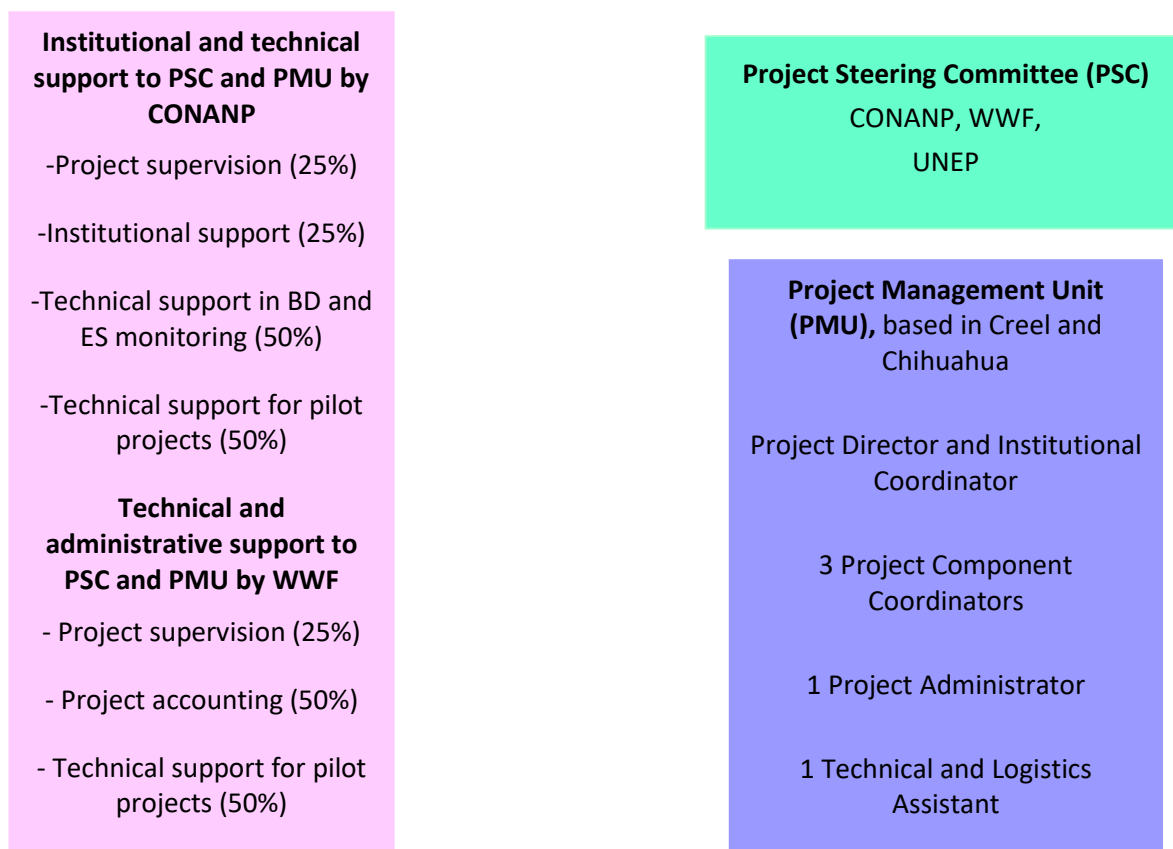 Institutional and technical
support to PSC and PMU by
CONANP
-Project supervision (25%)
-Institutional support (25%)
-Technical support in BD and
ES monitoring (50%)
-Technical support for pilot
projects (50%)
Technical and
administrative support to
PSC and PMU by WWF
- Project supervision (25%)
- Project accounting (50%)
- Technical support for pilot
projects (50%)
Project Steering Committee (PSC)
CONANP, WWF,
UNEP
Project Management Unit
(PMU), based in Creel and
Chihuahua
Project Director and Institutional
Coordinator
3 Project Component
Coordinators
1 Project Administrator
1 Technical and Logistics
Assistant